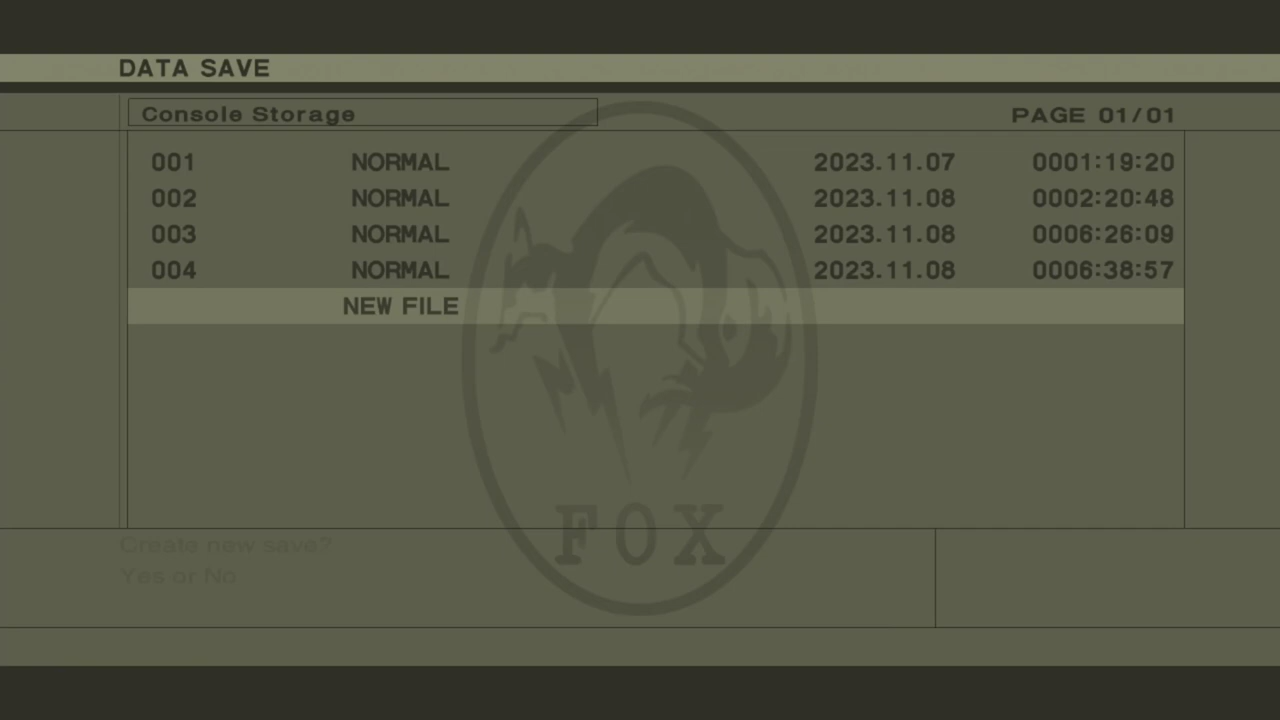 DATA SAVE
Console Storage PAGE 01/01
001 NORMAL 2023.11.07 0001:19:20
002 NORMAL 2023.11.08 0002:20:48
003 NORMAL 2023.11.08 0006:26:09
004 NORMAL 2023.11.08 0006:38:57
NEW FILE
FOX
Create new save?
Yes or No